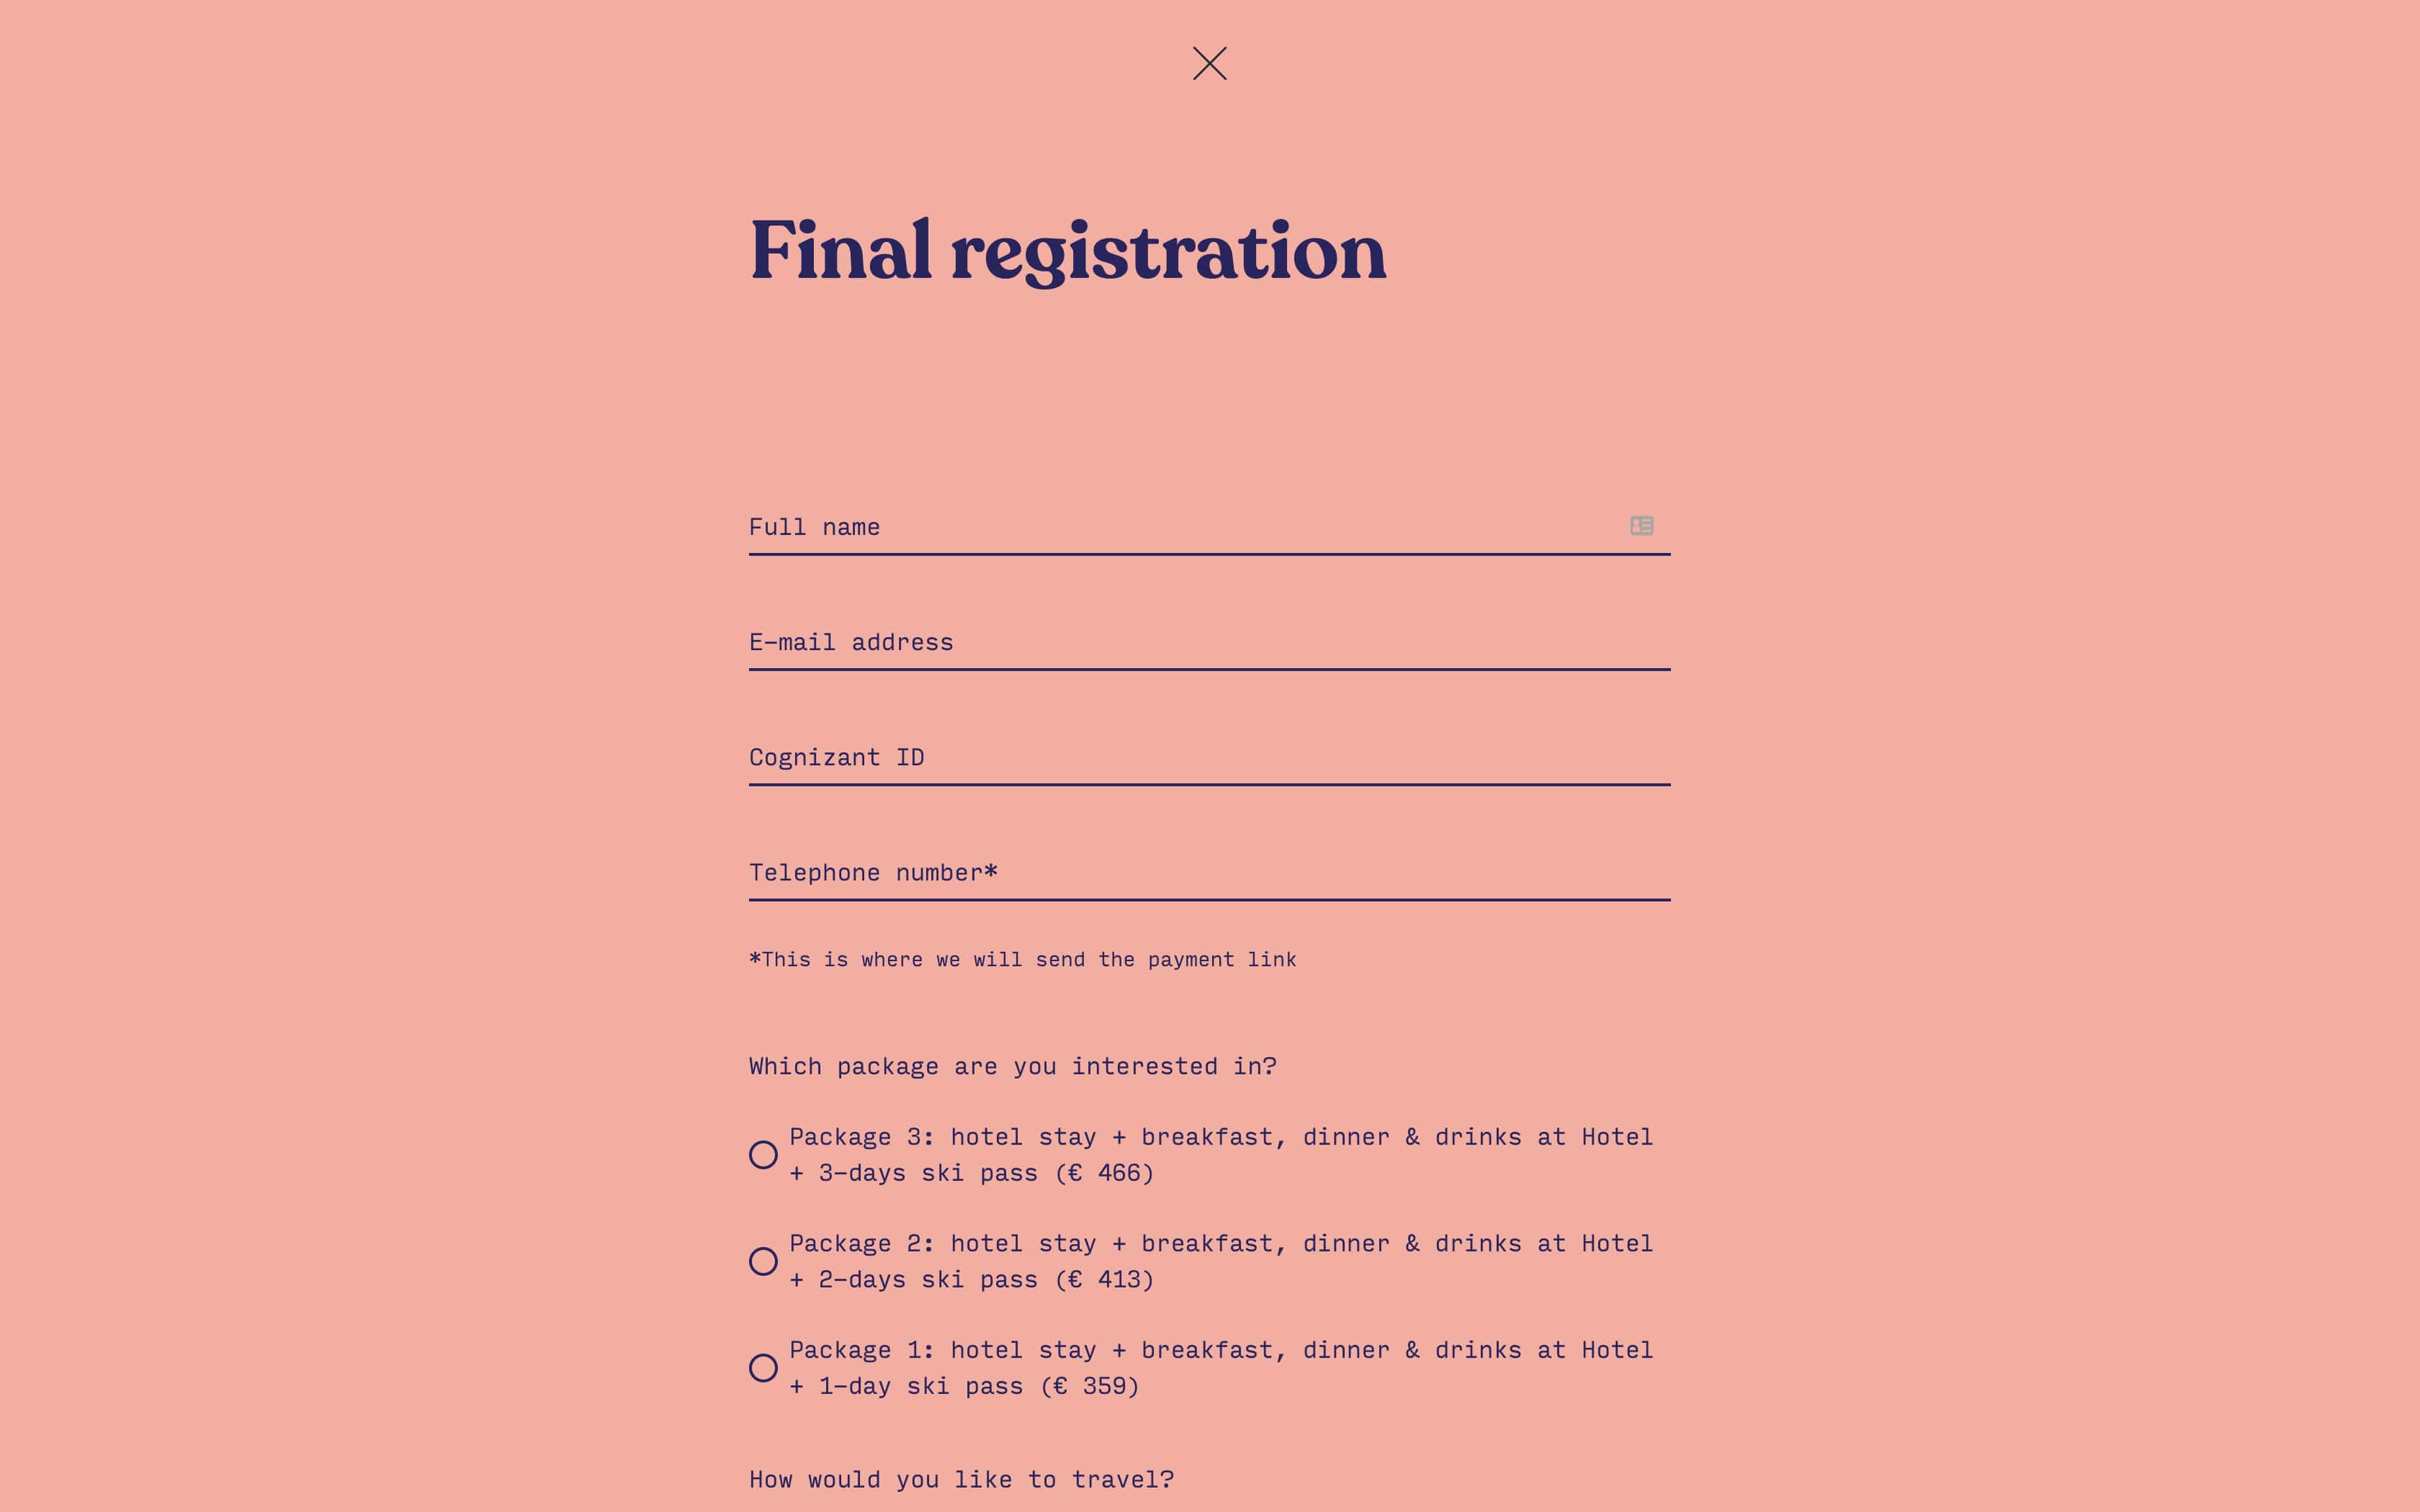 Final registration
Full name
E-mail address
Cognizant ID
Telephone number*
*This is where we will send the payment link
Which package are you interested in?
Package 3: hotel stay + breakfast, dinner & drinks at Hotel
+ 3-days ski pass (€ 466)
Package 2: hotel stay + breakfast, dinner & drinks at Hotel
+ 2-days ski pass (€ 413)
Package 1: hotel stay + breakfast, dinner & drinks at Hotel
+ 1-day ski pass (€ 359)
How would you like to travel?